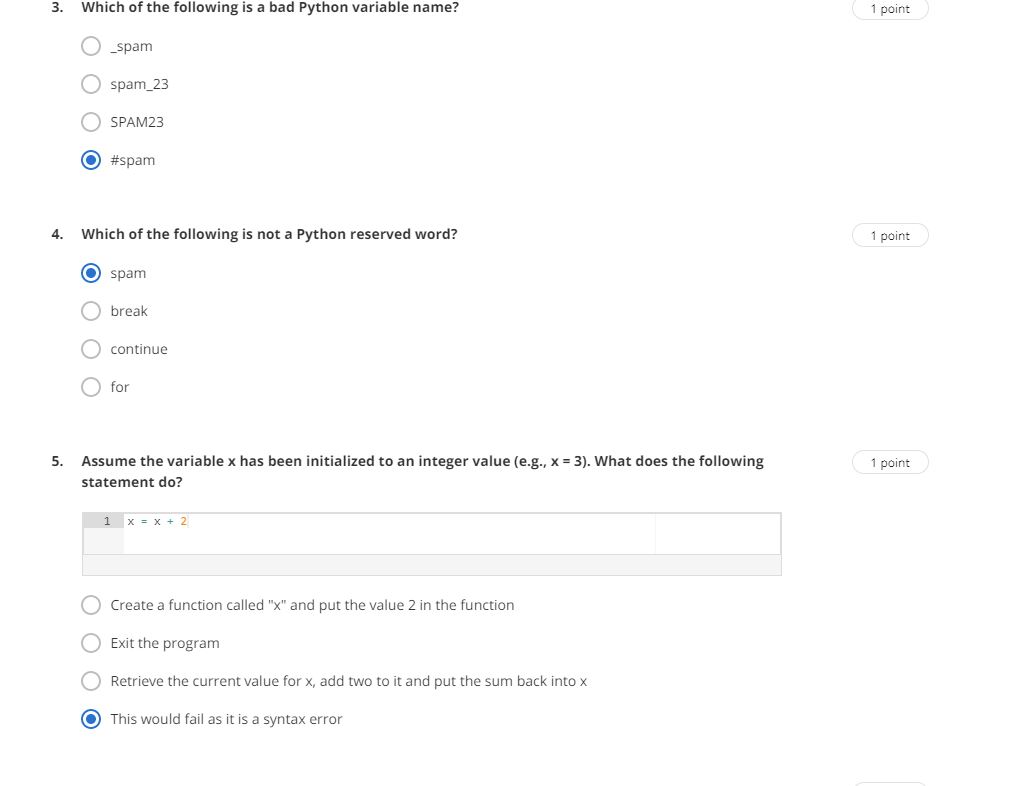 3. Which of the following is a bad Python variable name?
1 point
_spam
spam_23
SPAM23
#spam
4. Which of the following is not a Python reserved word?
1 point
spam
break
continue
for
5. Assume the variable x has been initialized to an integer value (e.g., x = 3). What does the following
statement do?
1 point
1 x = x + 2
Create a function called "x" and put the value 2 in the function
Exit the program
Retrieve the current value for x, add two to it and put the sum back into x
This would fail as it is a syntax error